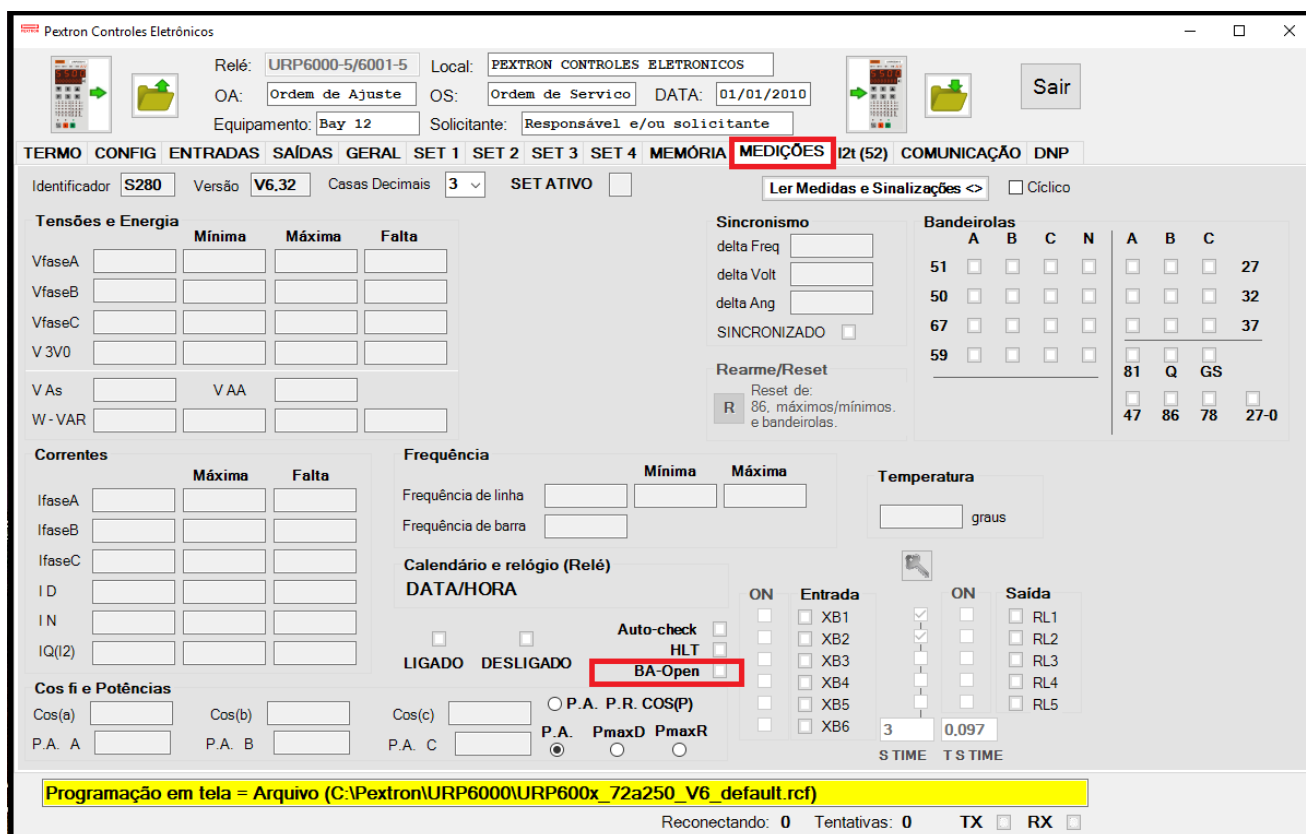 Pextron Controles Eletrônicos
Relé: URP6000-5/6001-5 Local: PEXTRON CONTROLES ELETRONICOS
OA: Ordem de Ajuste OS: Ordem de Servico DATA: 01/01/2010
Equipamento: Bay 12 Solicitante: Responsável e/ou solicitante
Sair
TERMO CONFIG ENTRADAS SAÍDAS GERAL SET 1 SET 2 SET 3 SET 4 MEMÓRIA MEDIÇÕES I2t (52) COMUNICAÇÃO DNP
Identificador S280 Versão V6.32 Casas Decimais 3 SET ATIVO Ler Medidas e Sinalizações <> Cíclico
Tensões e Energia
Mínima Máxima Falta
VfaseA
VfaseB
VfaseC
V 3V0
V As V AA
W - VAR
Sincronismo
delta Freq
delta Volt
delta Ang
SINCRONIZADO
Rearme/Reset
R Reset de:
86, máximos/mínimos.
e bandeirolas.
Bandeirolas
A B C N A B C
51 27
50 32
67 37
59
81 Q GS
47 86 78 27-0
Correntes
Máxima Falta
IfaseA
IfaseB
IfaseC
I D
I N
IQ(I2)
Frequência
Mínima Máxima
Frequência de linha
Frequência de barra
Temperatura
graus
Calendário e relógio (Relé)
DATA/HORA
Auto-check
HLT
BA-Open
LIGADO DESLIGADO
ON Entrada
XB1
XB2
XB3
XB4
XB5
XB6
ON Saída
RL1
RL2
RL3
RL4
RL5
3 0,097
S TIME T S TIME
Cos fi e Potências
Cos(a) Cos(b) Cos(c)
P.A. A P.A. B P.A. C
P.A. P.R. COS(P)
P.A. PmaxD PmaxR
Programação em tela = Arquivo (C:\Pextron\URP6000\URP600x_72a250_V6_default.rcf)
Reconectando: 0 Tentativas: 0 TX RX